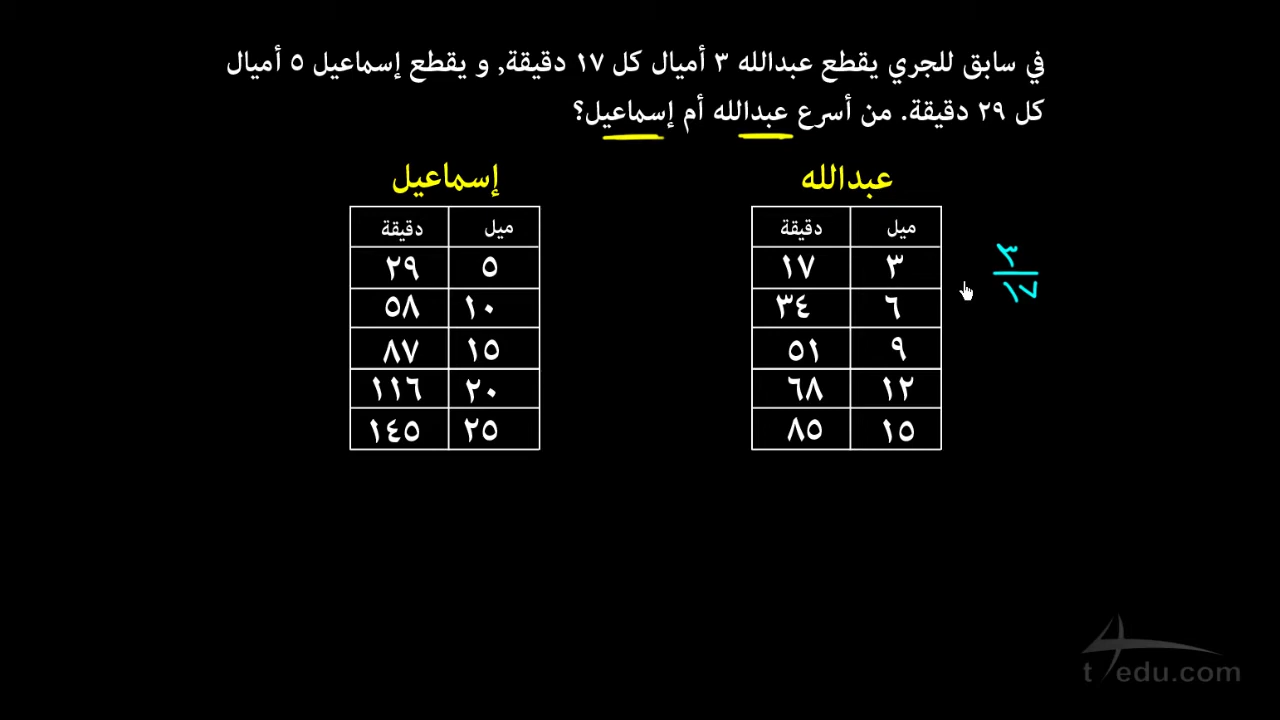 في سابق للجري يقطع عبدالله ٣ أميال كل ١٧ دقيقة, و يقطع إسماعيل ٥ أميال
كل ٢٩ دقيقة. من أسرع عبدالله أم إسماعيل؟
عبدالله
ميل دقيقة
٣ ١٧
٦ ٣٤
٩ ٥١
١٢ ٦٨
١٥ ٨٥
٣
١٧
إسماعيل
ميل دقيقة
٥ ٢٩
١٠ ٥٨
١٥ ٨٧
٢٠ ١١٦
٢٥ ١٤٥
t4edu.com